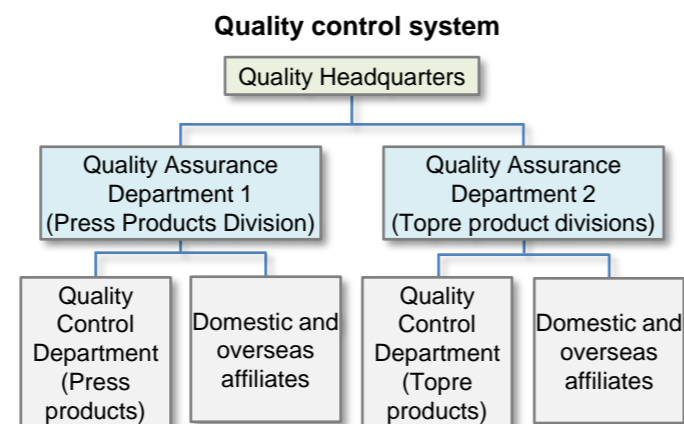 Quality control system
Quality Headquarters
Quality Assurance
Department 1
(Press Products Division)
Quality Assurance
Department 2
(Topre product divisions)
Quality
Control
Department
(Press
products)
Domestic and
overseas
affiliates
Quality
Control
Department
(Topre
products)
Domestic and
overseas
affiliates